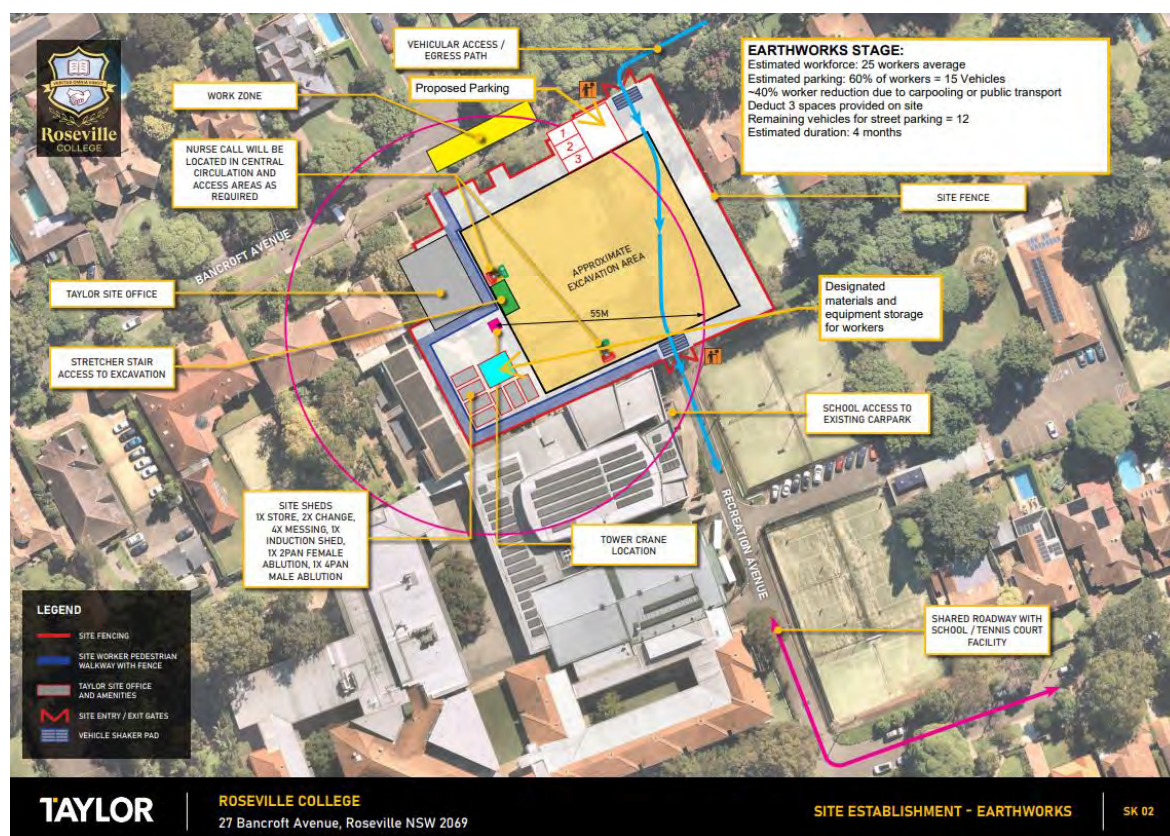 Roseville
COLLEGE
VEHICULAR ACCESS /
EGRESS PATH
WORK ZONE
Proposed Parking
NURSE CALL WILL BE
LOCATED IN CENTRAL
CIRCULATION AND
ACCESS AREAS AS
REQUIRED
EARTHWORKS STAGE:
Estimated workforce: 25 workers average
Estimated parking: 60% of workers = 15 Vehicles
~40% worker reduction due to carpooling or public transport
Deduct 3 spaces provided on site
Remaining vehicles for street parking = 12
Estimated duration: 4 months
1
2
3
SITE FENCE
BANCROFT AVENUE
APPROXIMATE
EXCAVATION AREA
TAYLOR SITE OFFICE
55M
Designated
materials and
equipment storage
for workers
STRETCHER STAIR
ACCESS TO EXCAVATION
SCHOOL ACCESS TO
EXISTING CARPARK
SITE SHEDS
1X STORE, 2X CHANGE,
4X MESSING, 1X
INDUCTION SHED,
1X 2PAN FEMALE
ABLUTION, 1X 4PAN
MALE ABLUTION
TOWER CRANE
LOCATION
RECREATION AVENUE
SHARED ROADWAY WITH
SCHOOL / TENNIS COURT
FACILITY
LEGEND
SITE FENCING
SITE WORKER PEDESTRIAN
WALKWAY WITH FENCE
TAYLOR SITE OFFICE
AND AMENITIES
SITE ENTRY / EXIT GATES
VEHICLE SHAKER PAD
TAYLOR
ROSEVILLE COLLEGE
27 Bancroft Avenue, Roseville NSW 2069
SITE ESTABLISHMENT - EARTHWORKS
SK 02